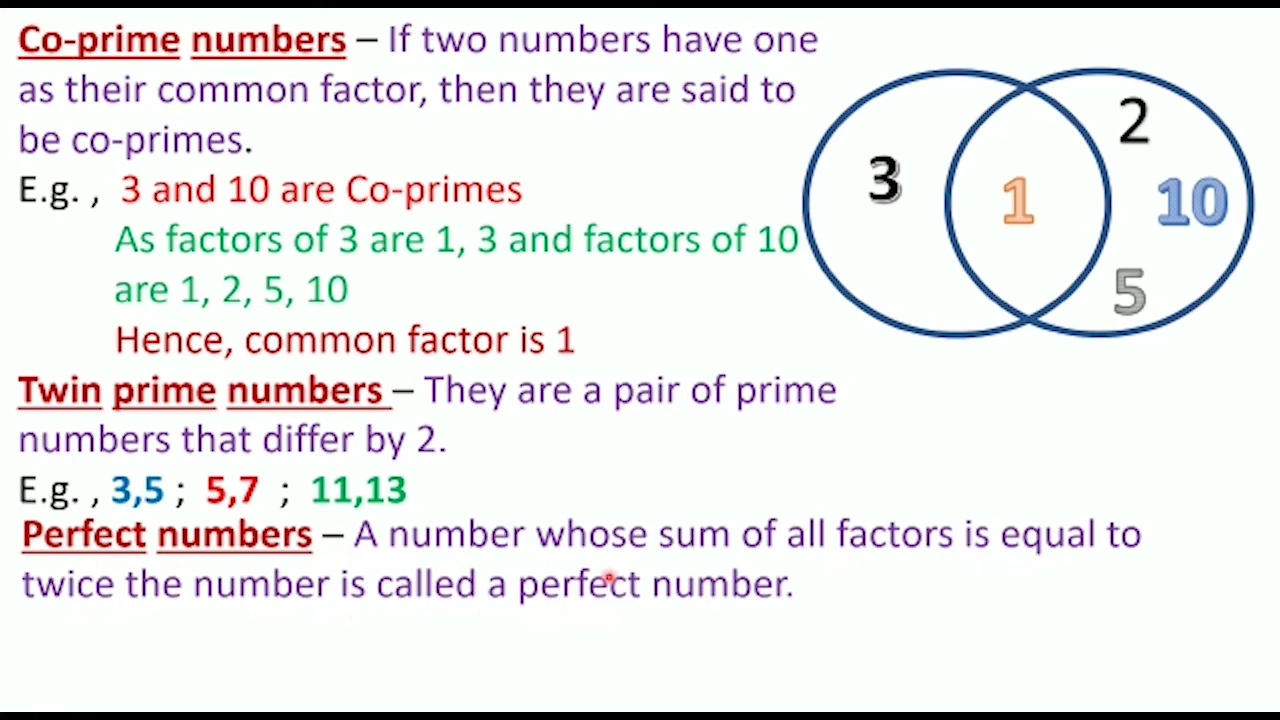 Co-prime numbers – If two numbers have one
as their common factor, then they are said to
be co-primes.
E.g. , 3 and 10 are Co-primes
As factors of 3 are 1, 3 and factors of 10
are 1, 2, 5, 10
Hence, common factor is 1
3
1
2
10
5
Twin prime numbers – They are a pair of prime
numbers that differ by 2.
E.g. , 3,5 ; 5,7 ; 11,13
Perfect numbers – A number whose sum of all factors is equal to
twice the number is called a perfect number.